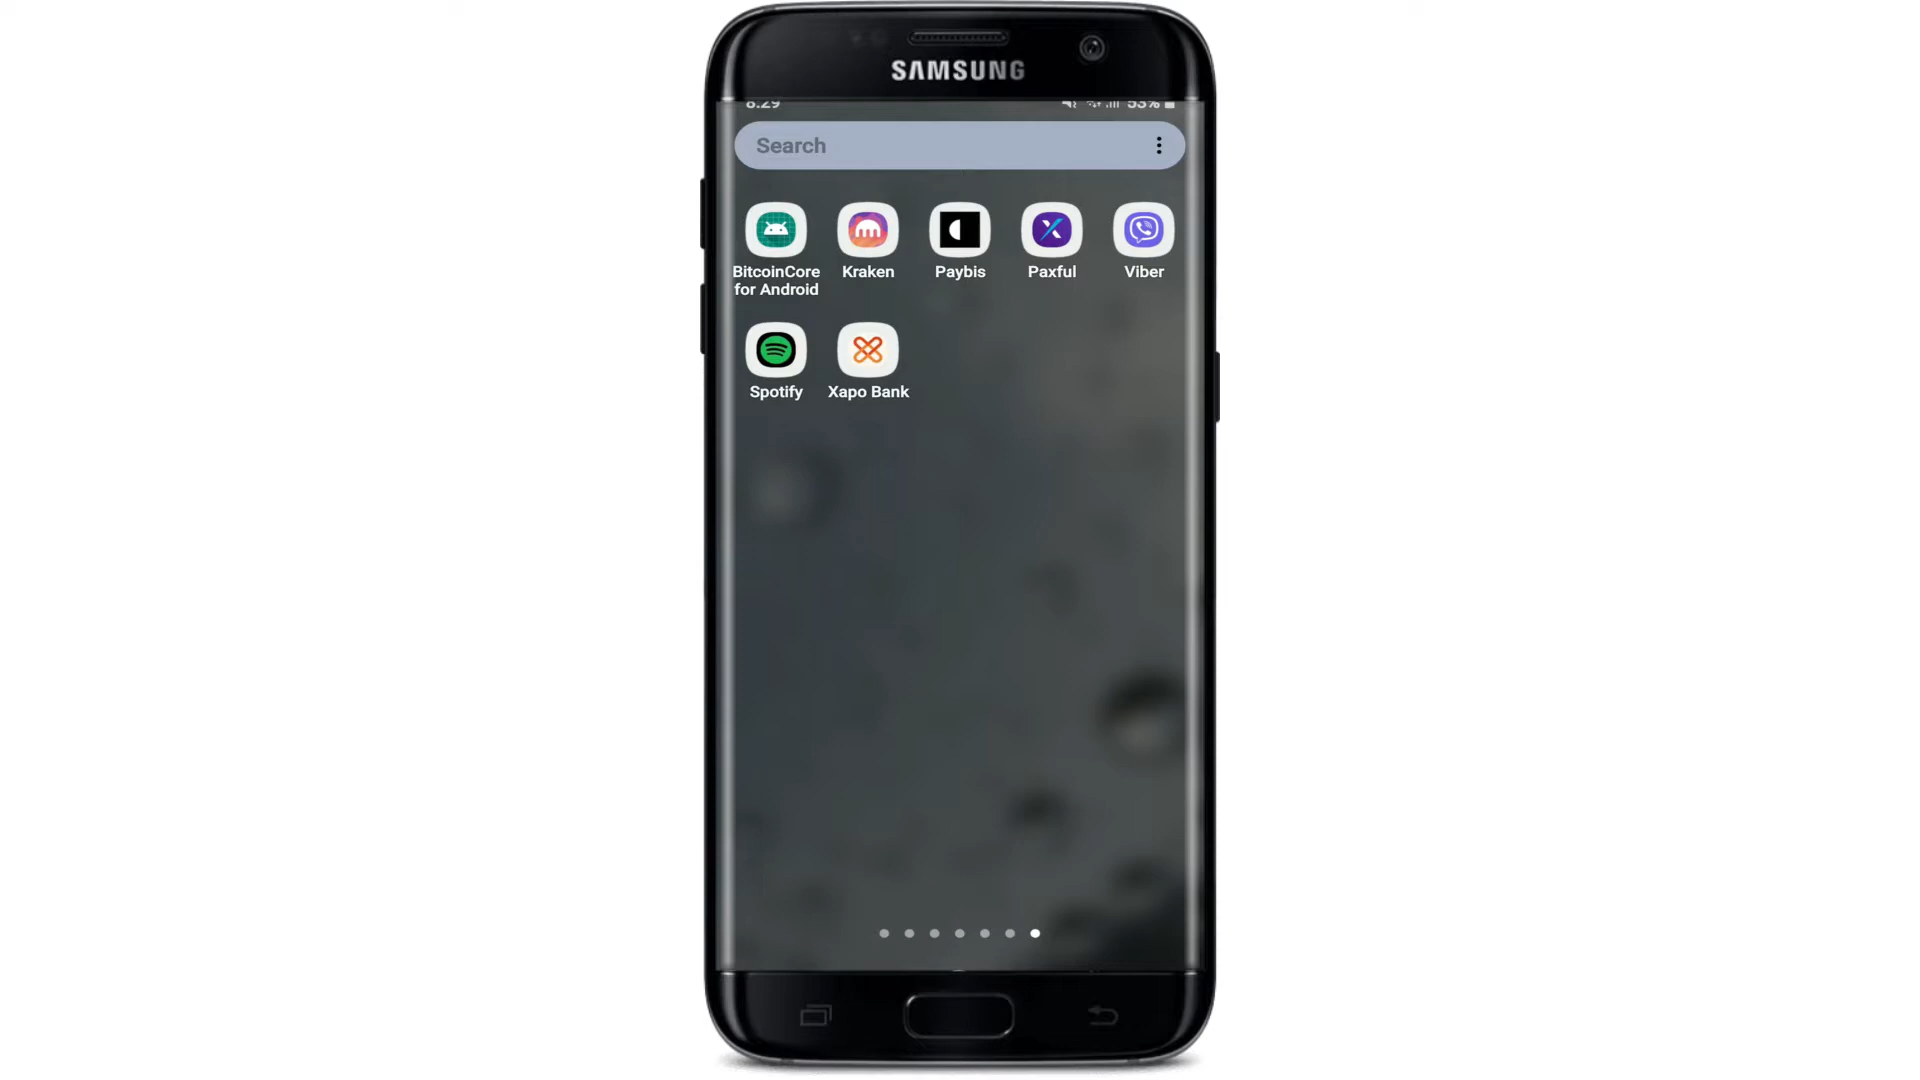 SAMSUNG
8:29
53%
Search
BitcoinCore
for Android
Kraken
Paybis
Paxful
Viber
Spotify
Xapo Bank